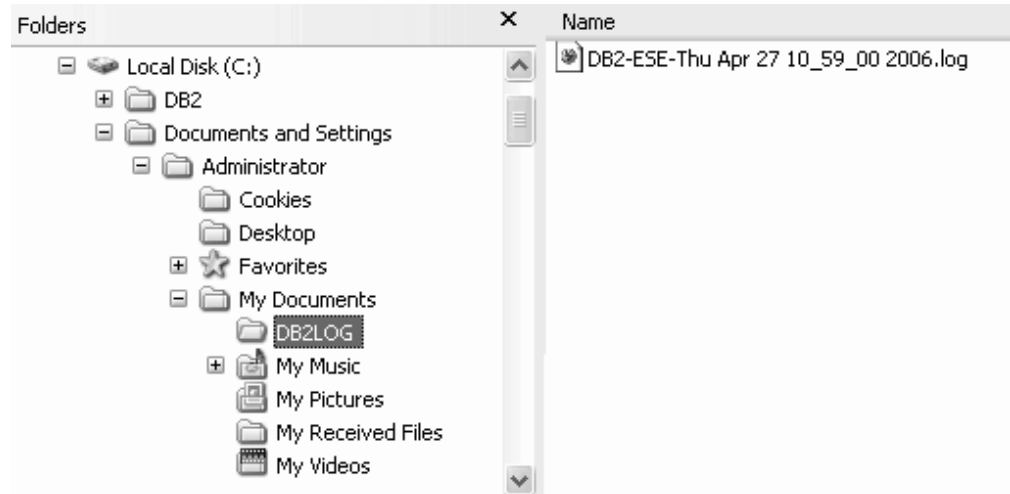 Folders
Local Disk (C:)
DB2
Documents and Settings
Administrator
Cookies
Desktop
Favorites
My Documents
DB2LOG
My Music
My Pictures
My Received Files
My Videos
Name
DB2-ESE-Thu Apr 27 10_59_00 2006.log